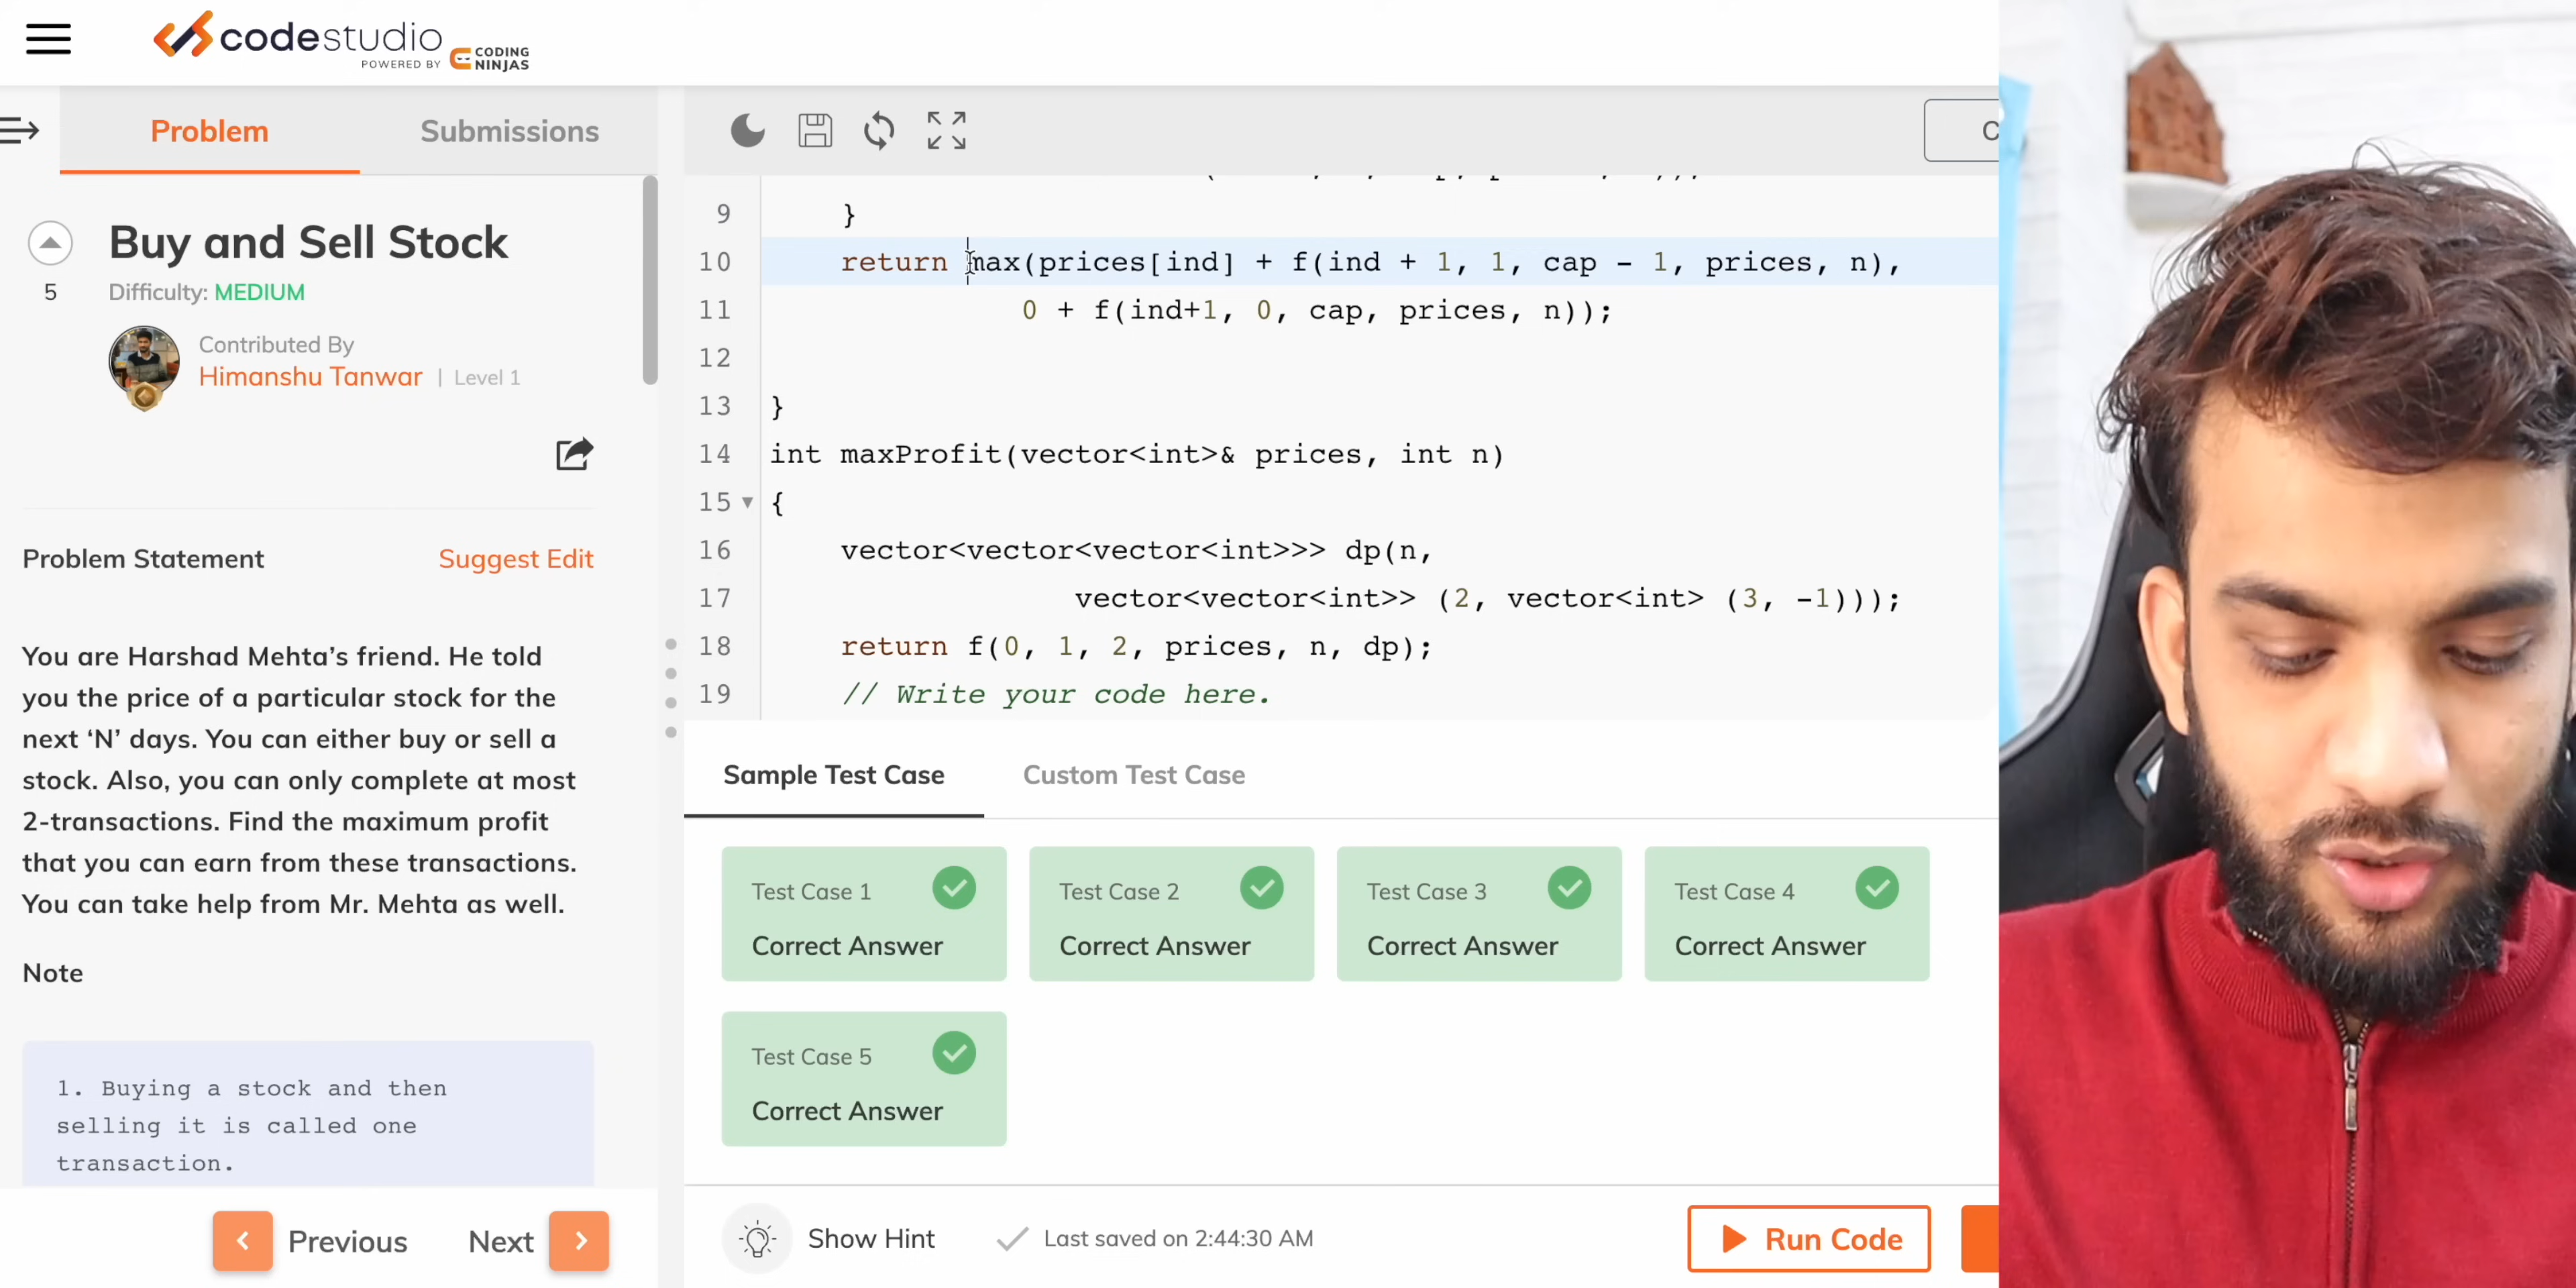 codestudio
POWERED BY CODING NINJAS
Problem
Submissions
Buy and Sell Stock
5
Difficulty: MEDIUM
Contributed By
Himanshu Tanwar | Level 1
Problem Statement
Suggest Edit
You are Harshad Mehta’s friend. He told
you the price of a particular stock for the
next ‘N’ days. You can either buy or sell a
stock. Also, you can only complete at most
2-transactions. Find the maximum profit
that you can earn from these transactions.
You can take help from Mr. Mehta as well.
Note
1. Buying a stock and then
selling it is called one
transaction.
Previous
Next
C
9 }
10 return max(prices[ind] + f(ind + 1, 1, cap - 1, prices, n),
11 0 + f(ind+1, 0, cap, prices, n));
12
13 }
14 int maxProfit(vector<int>& prices, int n)
15 {
16 vector<vector<vector<int>>> dp(n,
17 vector<vector<int>> (2, vector<int> (3, -1)));
18 return f(0, 1, 2, prices, n, dp);
19 // Write your code here.
Sample Test Case
Custom Test Case
Test Case 1
Correct Answer
Test Case 2
Correct Answer
Test Case 3
Correct Answer
Test Case 4
Correct Answer
Test Case 5
Correct Answer
Show Hint
Last saved on 2:44:30 AM
Run Code